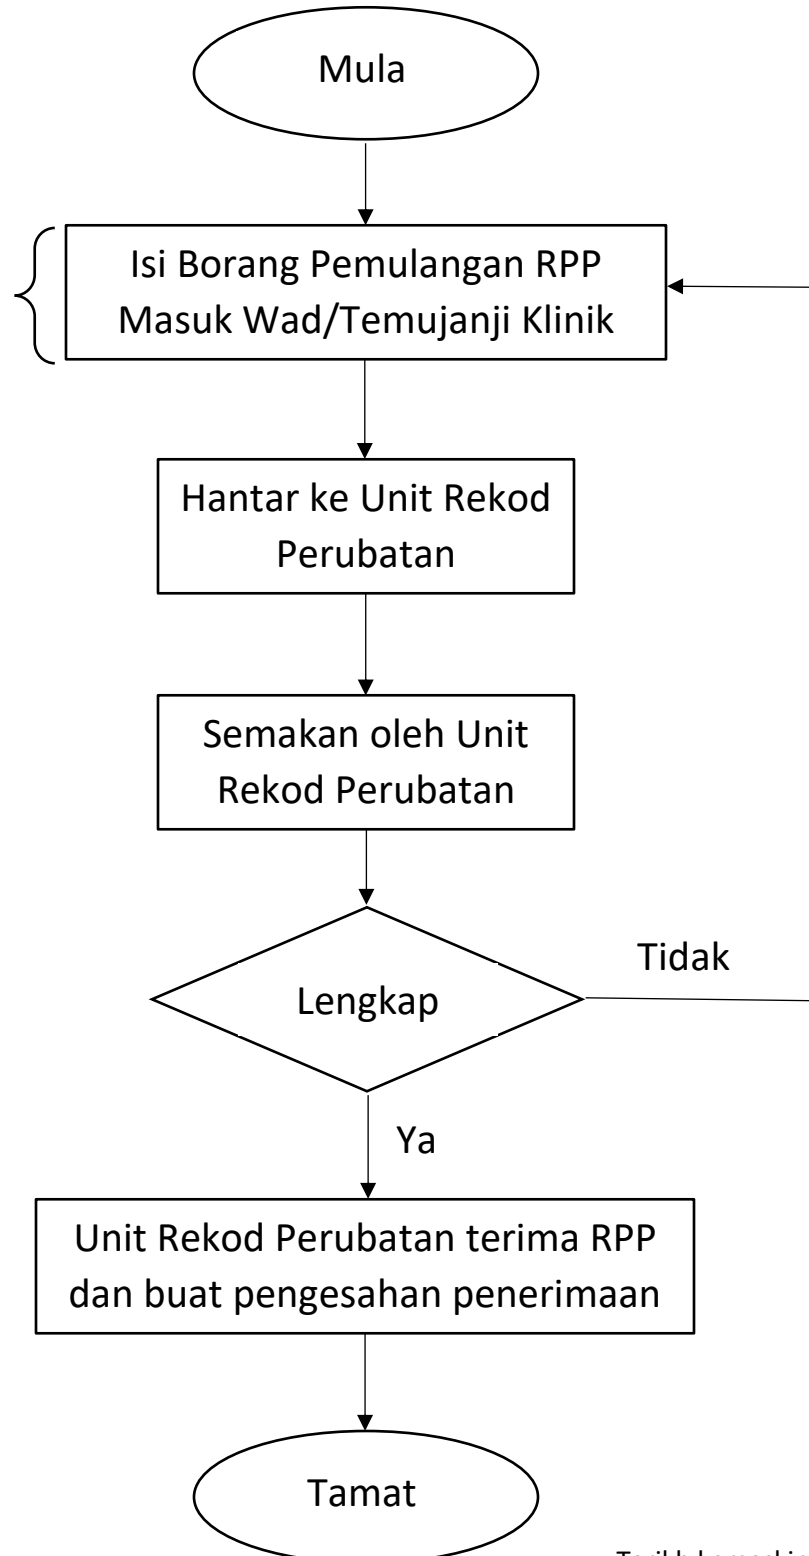 Mula
Isi Borang Pemulangan RPP
Masuk Wad/Temujanji Klinik
Hantar ke Unit Rekod
Perubatan
Semakan oleh Unit
Rekod Perubatan
Lengkap
Tidak
Ya
Unit Rekod Perubatan terima RPP
dan buat pengesahan penerimaan
Tamat